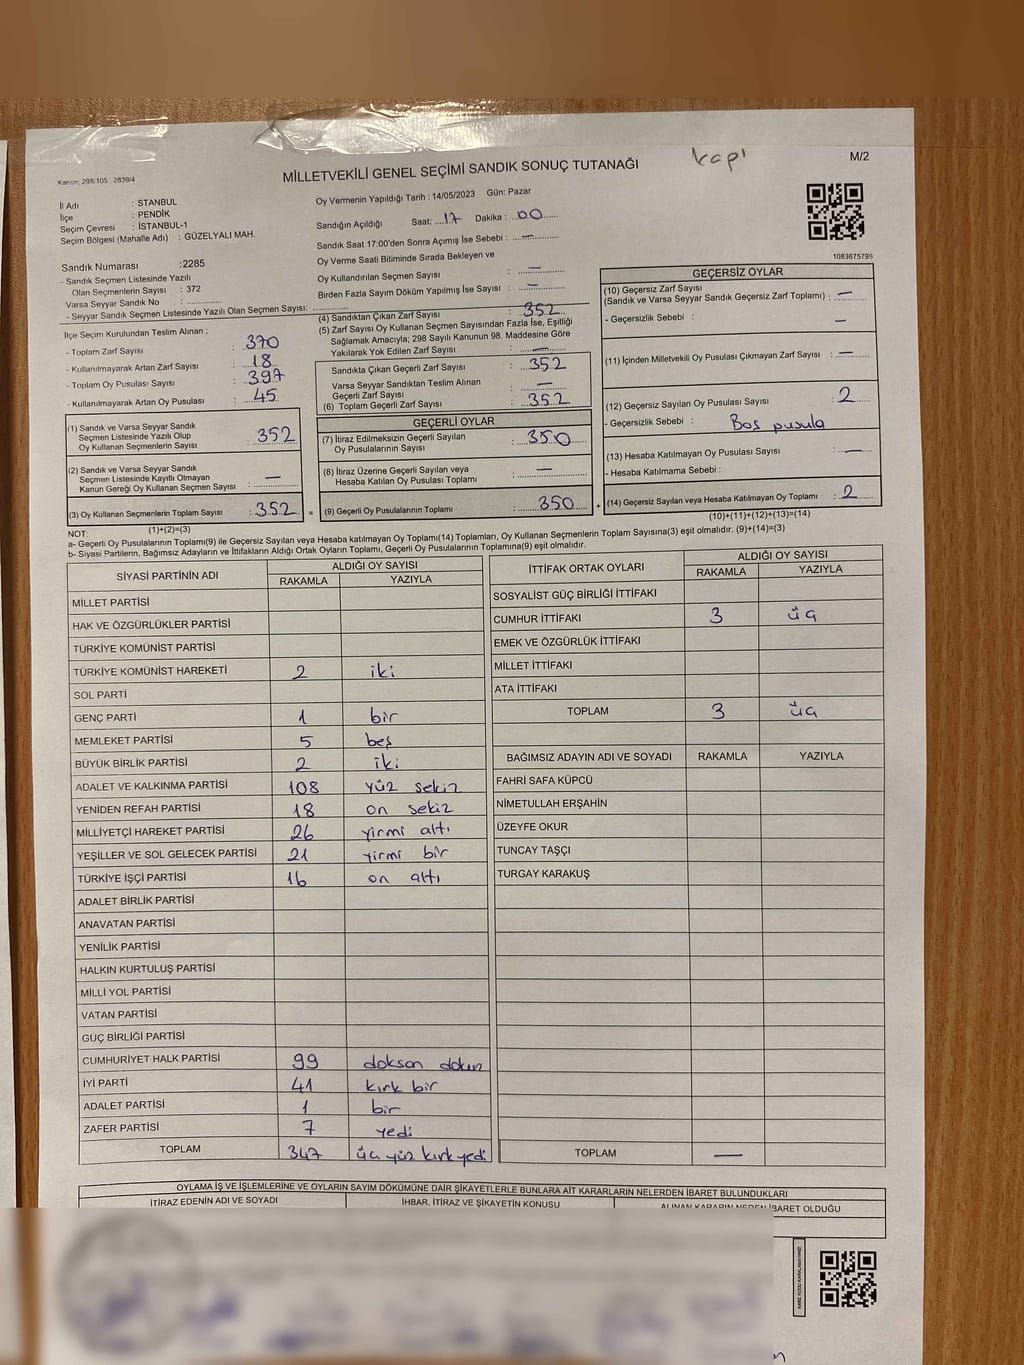 kapı
Kanun: 298/105 , 2839/4
MİLLETVEKİLİ GENEL SEÇİMİ SANDIK SONUÇ TUTANAĞI
M/2
İl Adı : STANBUL
İlçe : PENDİK
Seçim Çevresi : İSTANBUL-1
Seçim Bölgesi (Mahalle Adı) : GÜZELYALI MAH.
Sandık Numarası :2285
- Sandık Seçmen Listesinde Yazılı
Olan Seçmenlerin Sayısı : 372
Varsa Seyyar Sandık No :
- Seyyar Sandık Seçmen Listesinde Yazılı Olan Seçmen Sayısı:
Oy Vermenin Yapıldığı Tarih : 14/05/2023 Gün: Pazar
Sandığın Açıldığı Saat: 17 Dakika : 00
Sandık Saat 17:00'den Sonra Açımış İse Sebebi : —
Oy Verme Saati Bitiminde Sırada Bekleyen ve
Oy Kullandırılan Seçmen Sayısı : —
Birden Fazla Sayım Döküm Yapılmış İse Sayısı : —
1083675796
İlçe Seçim Kurulundan Teslim Alınan :
- Toplam Zarf Sayısı : 370
- Kullanılmayarak Artan Zarf Sayısı : 18
- Toplam Oy Pusulası Sayısı : 397
- Kullanılmayarak Artan Oy Pusulası : 45
(1) Sandık ve Varsa Seyyar Sandık
Seçmen Listesinde Yazılı Olup
Oy Kullanan Seçmenlerin Sayısı : 352
(2) Sandık ve Varsa Seyyar Sandık
Seçmen Listesinde Kayıtlı Olmayan
Kanun Gereği Oy Kullanan Seçmen Sayısı : —
(3) Oy Kullanan Seçmenlerin Toplam Sayısı : 352 =
(1)+(2)=(3)
(4) Sandıktan Çıkan Zarf Sayısı : 352
(5) Zarf Sayısı Oy Kullanan Seçmen Sayısından Fazla İse, Eşitliği
Sağlamak Amacıyla; 298 Sayılı Kanunun 98. Maddesine Göre
Yakılarak Yok Edilen Zarf Sayısı : —
Sandıkta Çıkan Geçerli Zarf Sayısı : 352
Varsa Seyyar Sandıktan Teslim Alınan
Geçerli Zarf Sayısı : —
(6) Toplam Geçerli Zarf Sayısı : 352
GEÇERLİ OYLAR
(7) İtiraz Edilmeksizin Geçerli Sayılan
Oy Pusulalarının Sayısı : 350
(8) İtiraz Üzerine Geçerli Sayılan veya
Hesaba Katılan Oy Pusulası Toplamı : —
(9) Geçerli Oy Pusulalarının Toplamı : 350 +
GEÇERSİZ OYLAR
(10) Geçersiz Zarf Sayısı
(Sandık ve Varsa Seyyar Sandık Geçersiz Zarf Toplamı) : —
- Geçersizlik Sebebi : —
(11) İçinden Milletvekili Oy Pusulası Çıkmayan Zarf Sayısı : —
(12) Geçersiz Sayılan Oy Pusulası Sayısı : 2
- Geçersizlik Sebebi : Boş pusula
(13) Hesaba Katılmayan Oy Pusulası Sayısı : —
- Hesaba Katılmama Sebebi :
(14) Geçersiz Sayılan veya Hesaba Katılmayan Oy Toplamı : 2
(10)+(11)+(12)+(13)=(14)
NOT:
a- Geçerli Oy Pusulalarının Toplamı(9) ile Geçersiz Sayılan veya Hesaba katılmayan Oy Toplamı(14) Toplamları, Oy Kullanan Seçmenlerin Toplam Sayısına(3) eşit olmalıdır. (9)+(14)=(3)
b- Siyasi Partilerin, Bağımsız Adayların ve İttifakların Aldığı Ortak Oyların Toplamı, Geçerli Oy Pusulalarının Toplamına(9) eşit olmalıdır.
SİYASİ PARTİNİN ADI ALDIĞI OY SAYISI
RAKAMLA YAZIYLA
MİLLET PARTİSİ
HAK VE ÖZGÜRLÜKLER PARTİSİ
TÜRKİYE KOMÜNİST PARTİSİ
TÜRKİYE KOMÜNİST HAREKETİ 2 iki
SOL PARTİ
GENÇ PARTİ 1 bir
MEMLEKET PARTİSİ 5 beş
BÜYÜK BİRLİK PARTİSİ 2 iki
ADALET VE KALKINMA PARTİSİ 108 yüz sekiz
YENİDEN REFAH PARTİSİ 18 on sekiz
MİLLİYETÇİ HAREKET PARTİSİ 26 yirmi altı
YEŞİLLER VE SOL GELECEK PARTİSİ 21 yirmi bir
TÜRKİYE İŞÇİ PARTİSİ 16 on altı
ADALET BİRLİK PARTİSİ
ANAVATAN PARTİSİ
YENİLİK PARTİSİ
HALKIN KURTULUŞ PARTİSİ
MİLLİ YOL PARTİSİ
VATAN PARTİSİ
GÜÇ BİRLİĞİ PARTİSİ
CUMHURİYET HALK PARTİSİ 99 doksan dokuz
İYİ PARTİ 41 kırk bir
ADALET PARTİSİ 1 bir
ZAFER PARTİSİ 7 yedi
TOPLAM 347 üç yüz kırk yedi
İTTİFAK ORTAK OYLARI ALDIĞI OY SAYISI
RAKAMLA YAZIYLA
SOSYALİST GÜÇ BİRLİĞİ İTTİFAKI
CUMHUR İTTİFAKI 3 üç
EMEK VE ÖZGÜRLÜK İTTİFAKI
MİLLET İTTİFAKI
ATA İTTİFAKI
TOPLAM 3 üç
BAĞIMSIZ ADAYIN ADI VE SOYADI RAKAMLA YAZIYLA
FAHRİ SAFA KÜPCÜ
NİMETULLAH ERŞAHİN
ÜZEYFE OKUR
TUNCAY TAŞÇI
TURGAY KARAKUŞ
TOPLAM —
OYLAMA İŞ VE İŞLEMLERİNE VE OYLARIN SAYIM DÖKÜMÜNE DAİR ŞİKAYETLERLE BUNLARA AİT KARARLARIN NELERDEN İBARET BULUNDUKLARI
İTİRAZ EDENİN ADI VE SOYADI İHBAR, İTİRAZ VE ŞİKAYETİN KONUSU ALINAN KARARIN NEDEN İBARET OLDUĞU